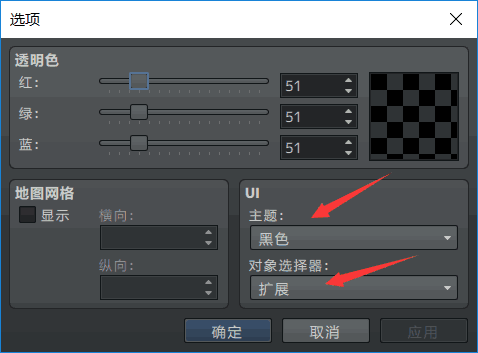 选项
透明色
红:
51
绿:
51
蓝:
51
地图网格
显示
横向:
纵向:
UI
主题:
黑色
对象选择器:
扩展
确定
取消
应用